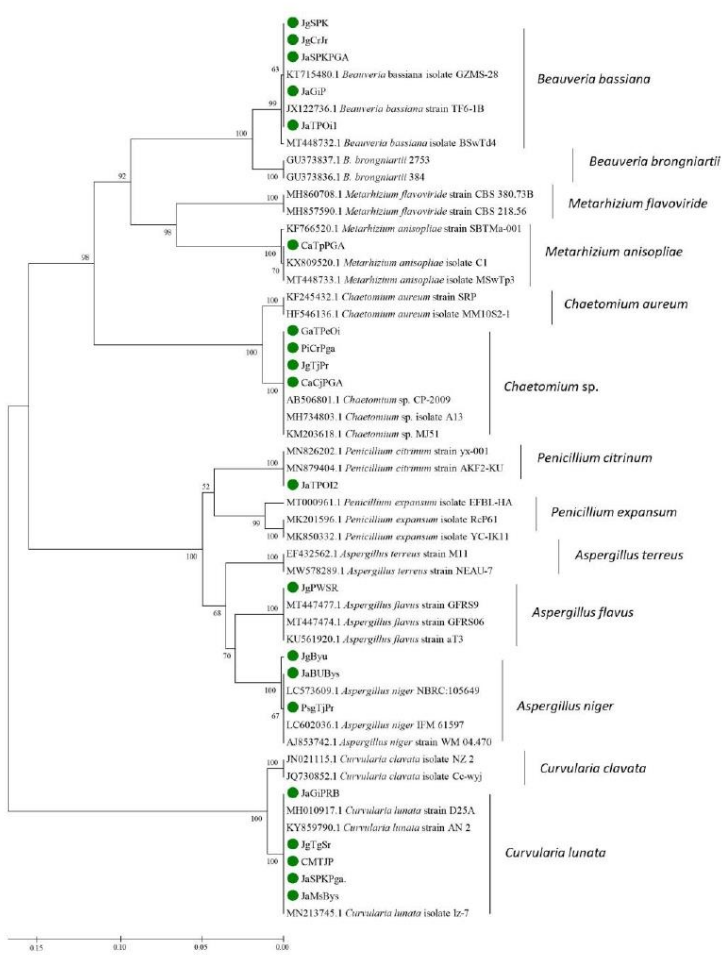 JgSPK
JgCrJr
JaSPKPGA
63
KT715480.1 Beauveria bassiana isolate GZMS-28
Beauveria bassiana
JaGiP
99
JX122736.1 Beauveria bassiana strain TF6-1B
JaTPOi1
100
MT448732.1 Beauveria bassiana isolate BSwTd4
GU373837.1 B. brongniartii 2753
Beauveria brongniartii
92
100
GU373836.1 B. brongniartii 384
100
MH860708.1 Metarhizium flavoviride strain CBS 380.73B
Metarhizium flavoviride
MH857590.1 Metarhizium flavoviride strain CBS 218.56
98
KF766520.1 Metarhizium anisopliae strain SBTMa-001
CaTpPGA
100
Metarhizium anisopliae
98
KX809520.1 Metarhizium anisopliae isolate C1
70
MT448733.1 Metarhizium anisopliae isolate MSwTp3
100
KF245432.1 Chaetomium aureum strain SRP
Chaetomium aureum
HF546136.1 Chaetomium aureum isolate MM10S2-1
GaTPeOi
100
PiCrPga
JgTjPr
CaCjPGA
Chaetomium sp.
100
AB506801.1 Chaetomium sp. CP-2009
MH734803.1 Chaetomium sp. isolate A13
KM203618.1 Chaetomium sp. MJ51
MN826202.1 Penicillium citrinum strain yx-001
Penicillium citrinum
100
MN879404.1 Penicillium citrinum strain AKF2-KU
52
JaTPOI2
MT000961.1 Penicillium expansum isolate EFBL-HA
Penicillium expansum
99
MK201596.1 Penicillium expansum isolate RcP61
100
MK850332.1 Penicillium expansum isolate YC-IK11
100
100
EF432562.1 Aspergillus terreus strain M11
Aspergillus terreus
MW578289.1 Aspergillus terreus strain NEAU-7
JgPWSR
68
100
MT447477.1 Aspergillus flavus strain GFRS9
Aspergillus flavus
MT447474.1 Aspergillus flavus strain GFRS06
KU561920.1 Aspergillus flavus strain aT3
70
JgByu
JaBUBys
100
LC573609.1 Aspergillus niger NBRC:105649
Aspergillus niger
PsgTjPr
67
LC602036.1 Aspergillus niger IFM 61597
AJ853742.1 Aspergillus niger strain WM 04.470
100
JN021115.1 Curvularia clavata isolate NZ 2
Curvularia clavata
JQ730852.1 Curvularia clavata isolate Cc-wyj
JaGiPRB
100
MH010917.1 Curvularia lunata strain D25A
KY859790.1 Curvularia lunata strain AN 2
JgTgSr
Curvularia lunata
100
CMTJP
JaSPKPga.
JaMsBys
MN213745.1 Curvularia lunata isolate lz-7
0.15 0.10 0.05 0.00